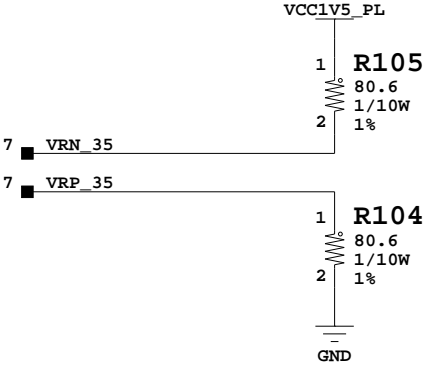 VCC1V5_PL
1 R105
80.6
1/10W
2 1%
7 VRN_35
7 VRP_35
1 R104
80.6
1/10W
2 1%
GND